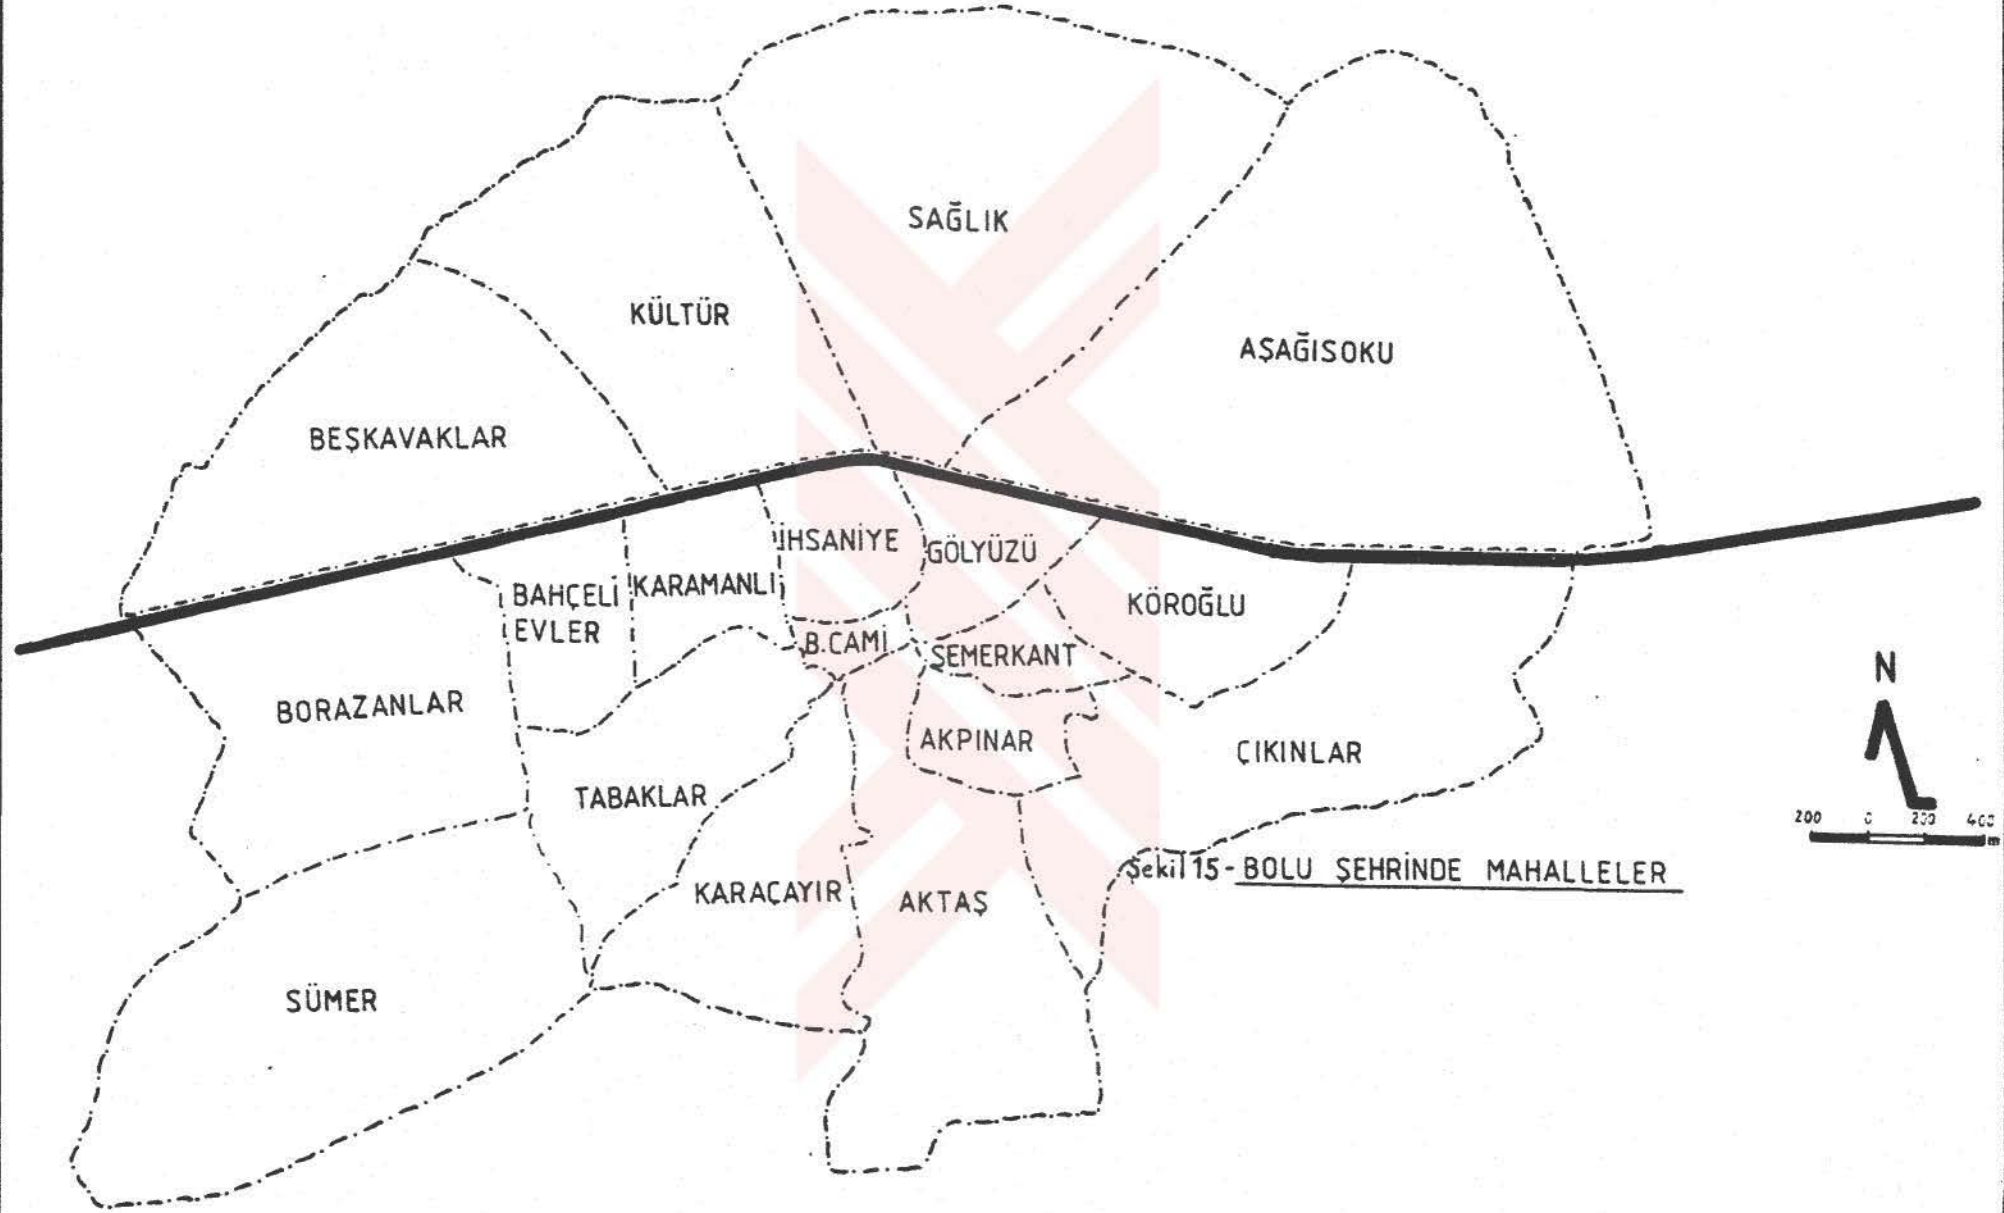 SAĞLIK
KÜLTÜR
AŞAĞISOKU
BEŞKAVAKLAR
İHSANİYE
GÖLYÜZÜ
BAHÇELİ
EVLER
KARAMANLI
KÖROĞLU
B.CAMİ
SEMERKANT
BORAZANLAR
AKPINAR
ÇIKINLAR
TABAKLAR
KARAÇAYIR
AKTAŞ
SÜMER
N
200 0 200 400
m
Şekil 15 - BOLU ŞEHRİNDE MAHALLELER